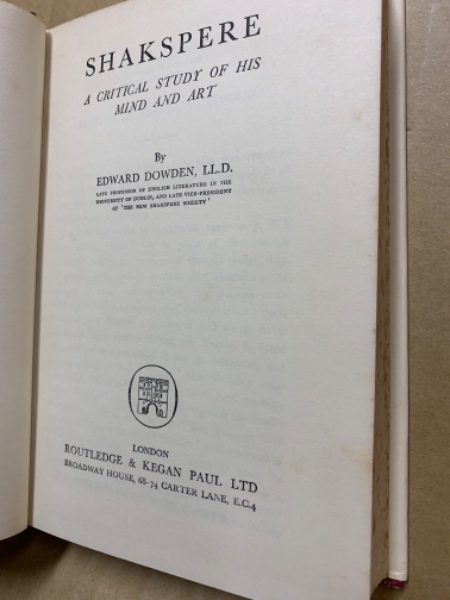 SHAKSPERE
A CRITICAL STUDY OF HIS
MIND AND ART
By
EDWARD DOWDEN, LL.D.
LATE PROFESSOR OF ENGLISH LITERATURE IN THE
UNIVERSITY OF DUBLIN, AND LATE VICE-PRESIDENT
OF 'THE NEW SHAKSPERE SOCIETY'
LONDON
ROUTLEDGE & KEGAN PAUL LTD
BROADWAY HOUSE, 68-74 CARTER LANE, E.C.4